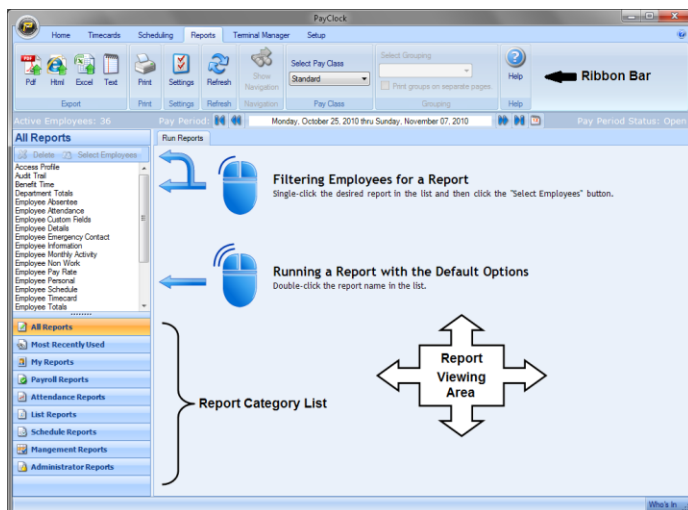 PayClock
Home Timecards Scheduling Reports Terminal Manager Setup
Pdf Html Excel Text Print Settings Refresh Show Navigation Select Pay Class Standard Select Grouping Print groups on separate pages. Help Ribbon Bar
Export Print Settings Refresh Navigation Pay Class Grouping Help
Active Employees: 36 Pay Period: Monday, October 25, 2010 thru Sunday, November 07, 2010 Pay Period Status: Open
All Reports
Run Reports
Delete Select Employees
Access Profile
Audit Trail
Benefit Time
Department Totals
Employee Absentee
Employee Attendance
Employee Custom Fields
Employee Details
Employee Emergency Contact
Employee Information
Employee Monthly Activity
Employee Non Work
Employee Pay Rate
Employee Personal
Employee Schedule
Employee Timecard
Employee Totals
Filtering Employees for a Report
Single-click the desired report in the list and then click the "Select Employees" button.
Running a Report with the Default Options
Double-click the report name in the list.
All Reports
Most Recently Used
My Reports
Payroll Reports
Attendance Reports
List Reports
Schedule Reports
Mangement Reports
Administrator Reports
Report Category List
Report
Viewing
Area
Who's In